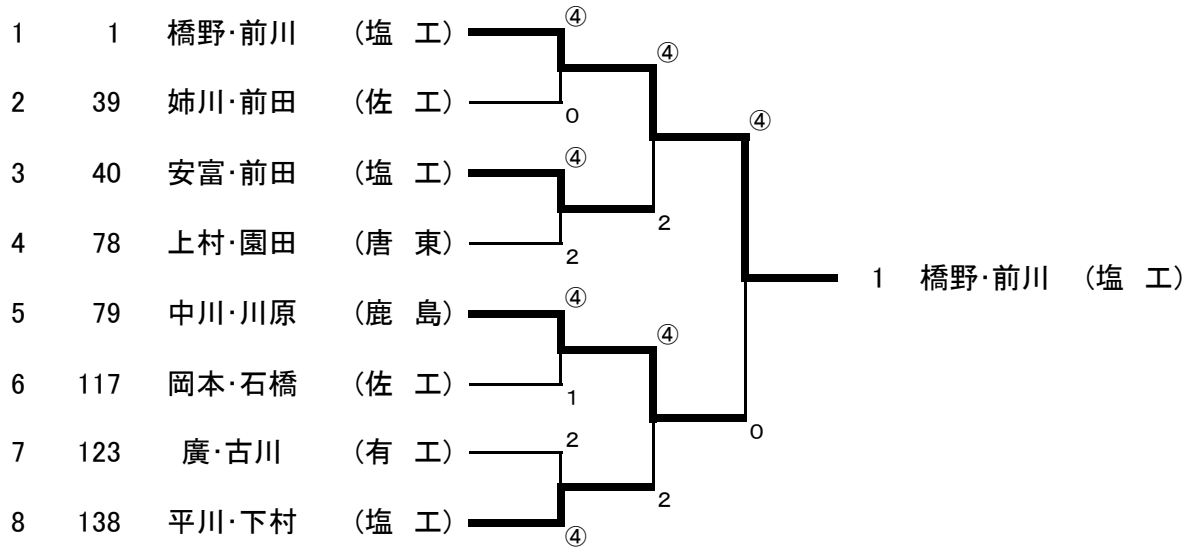 ④
1 1 橋野・前川 (塩 工)
④
2 39 姉川・前田 (佐 工)
0
④
④
3 40 安富・前田 (塩 工)
2
4 78 上村・園田 (唐 東)
2
1 橋野・前川 (塩 工)
④
5 79 中川・川原 (鹿 島)
④
6 117 岡本・石橋 (佐 工)
1
0
2
7 123 廣・古川 (有 工)
2
8 138 平川・下村 (塩 工)
④